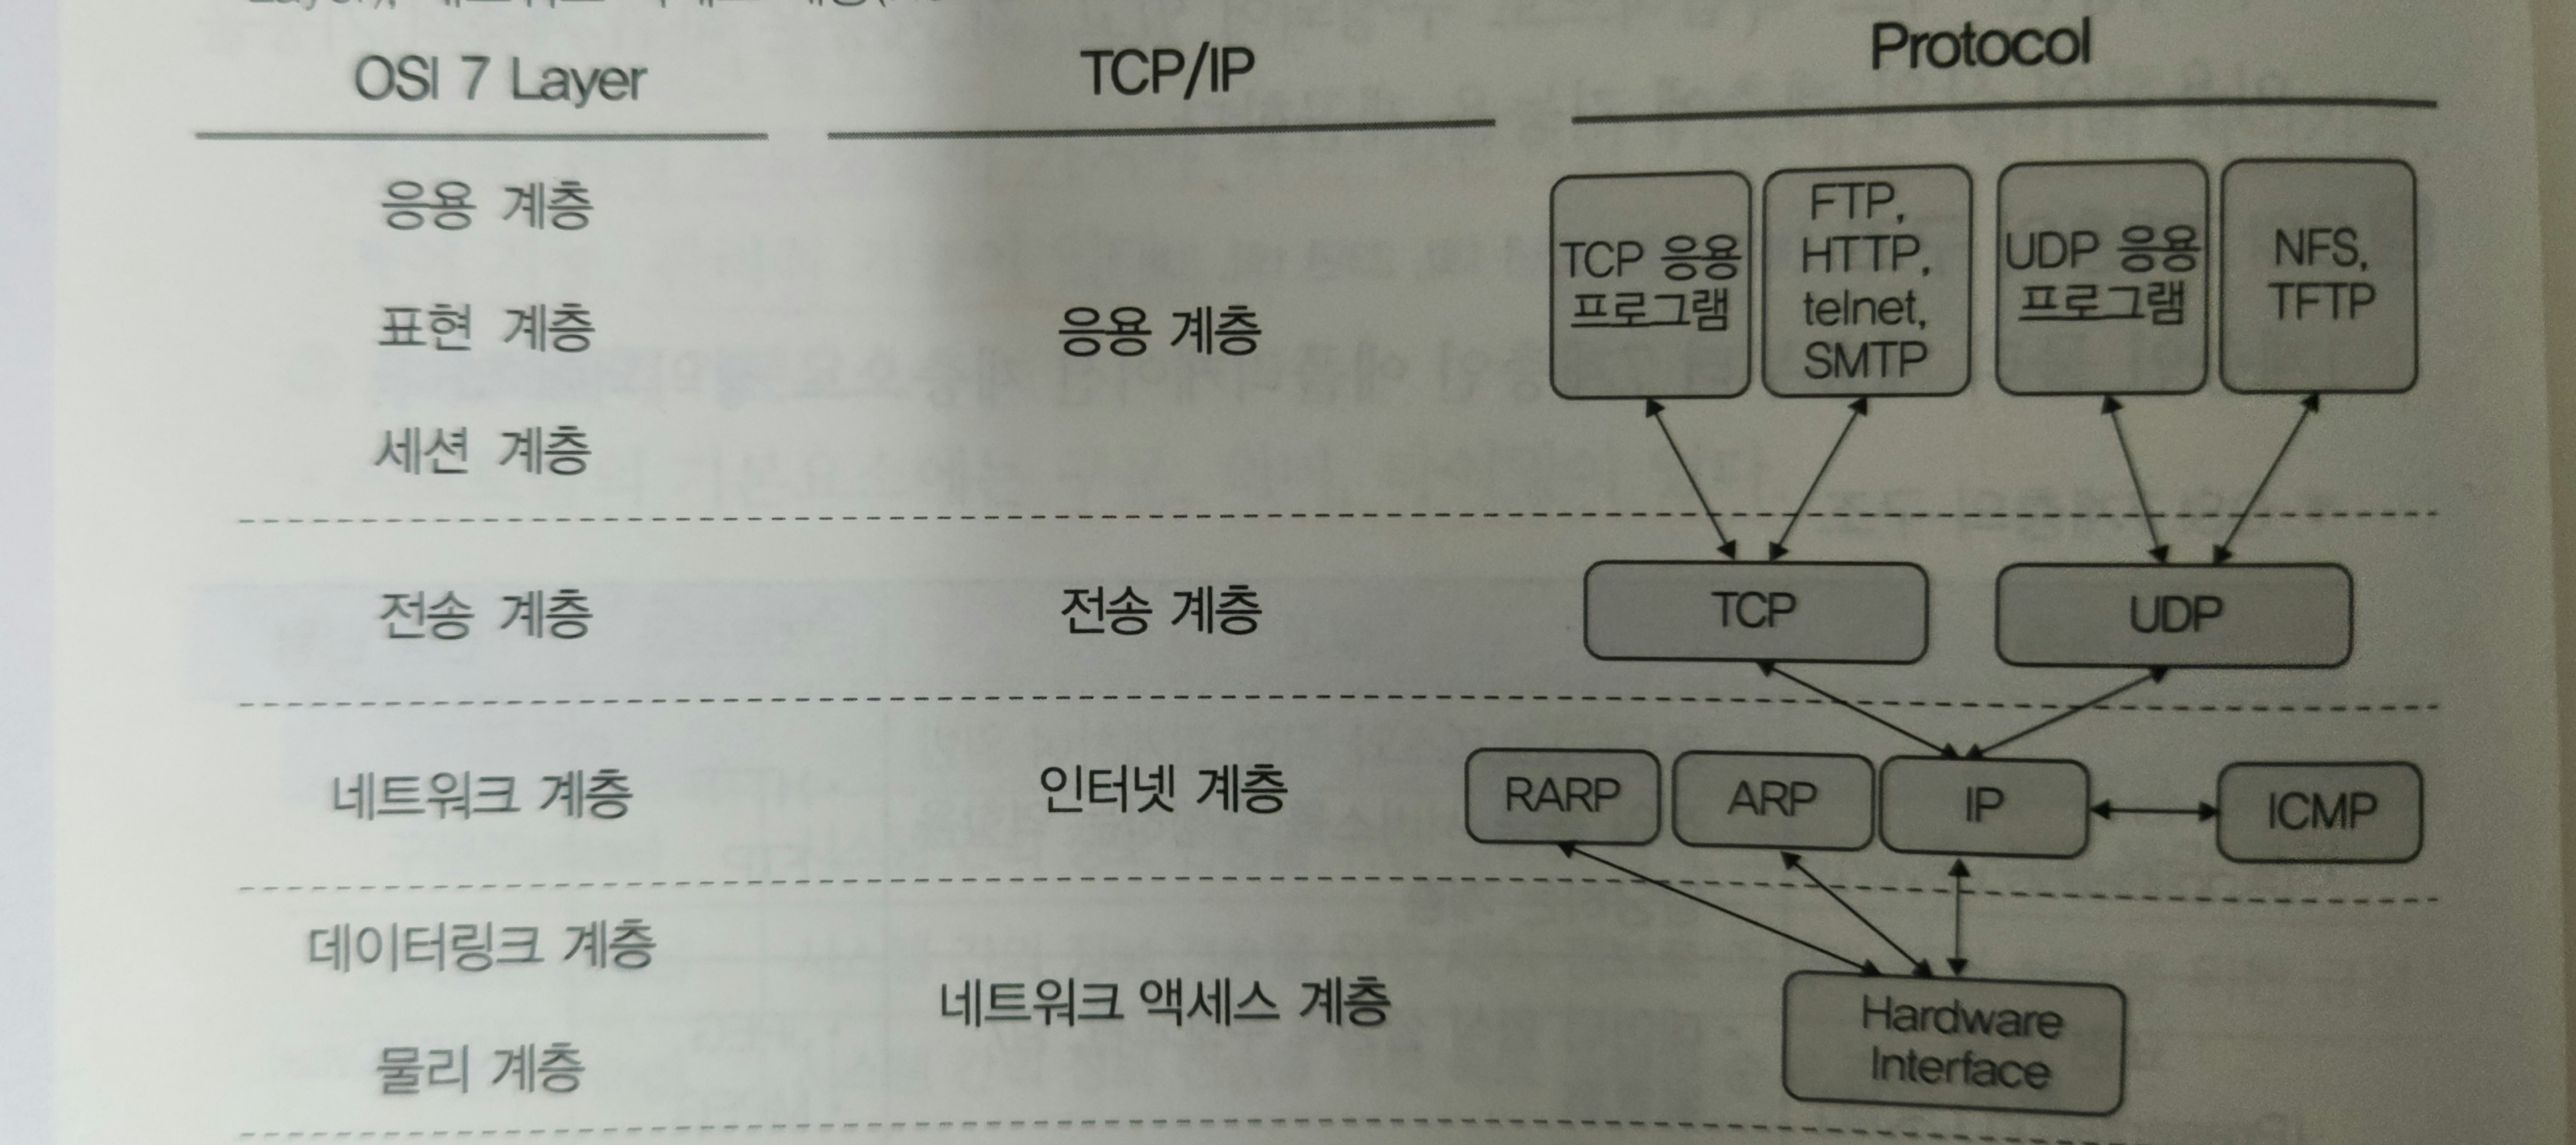 OSI 7 Layer
TCP/IP
Protocol
응용 계층
표현 계층
세션 계층
응용 계층
TCP 응용
프로그램
FTP,
HTTP,
telnet,
SMTP
UDP 응용
프로그램
NFS,
TFTP
전송 계층
전송 계층
TCP
UDP
네트워크 계층
인터넷 계층
RARP
ARP
IP
ICMP
데이터링크 계층
물리 계층
네트워크 액세스 계층
Hardware
Interface